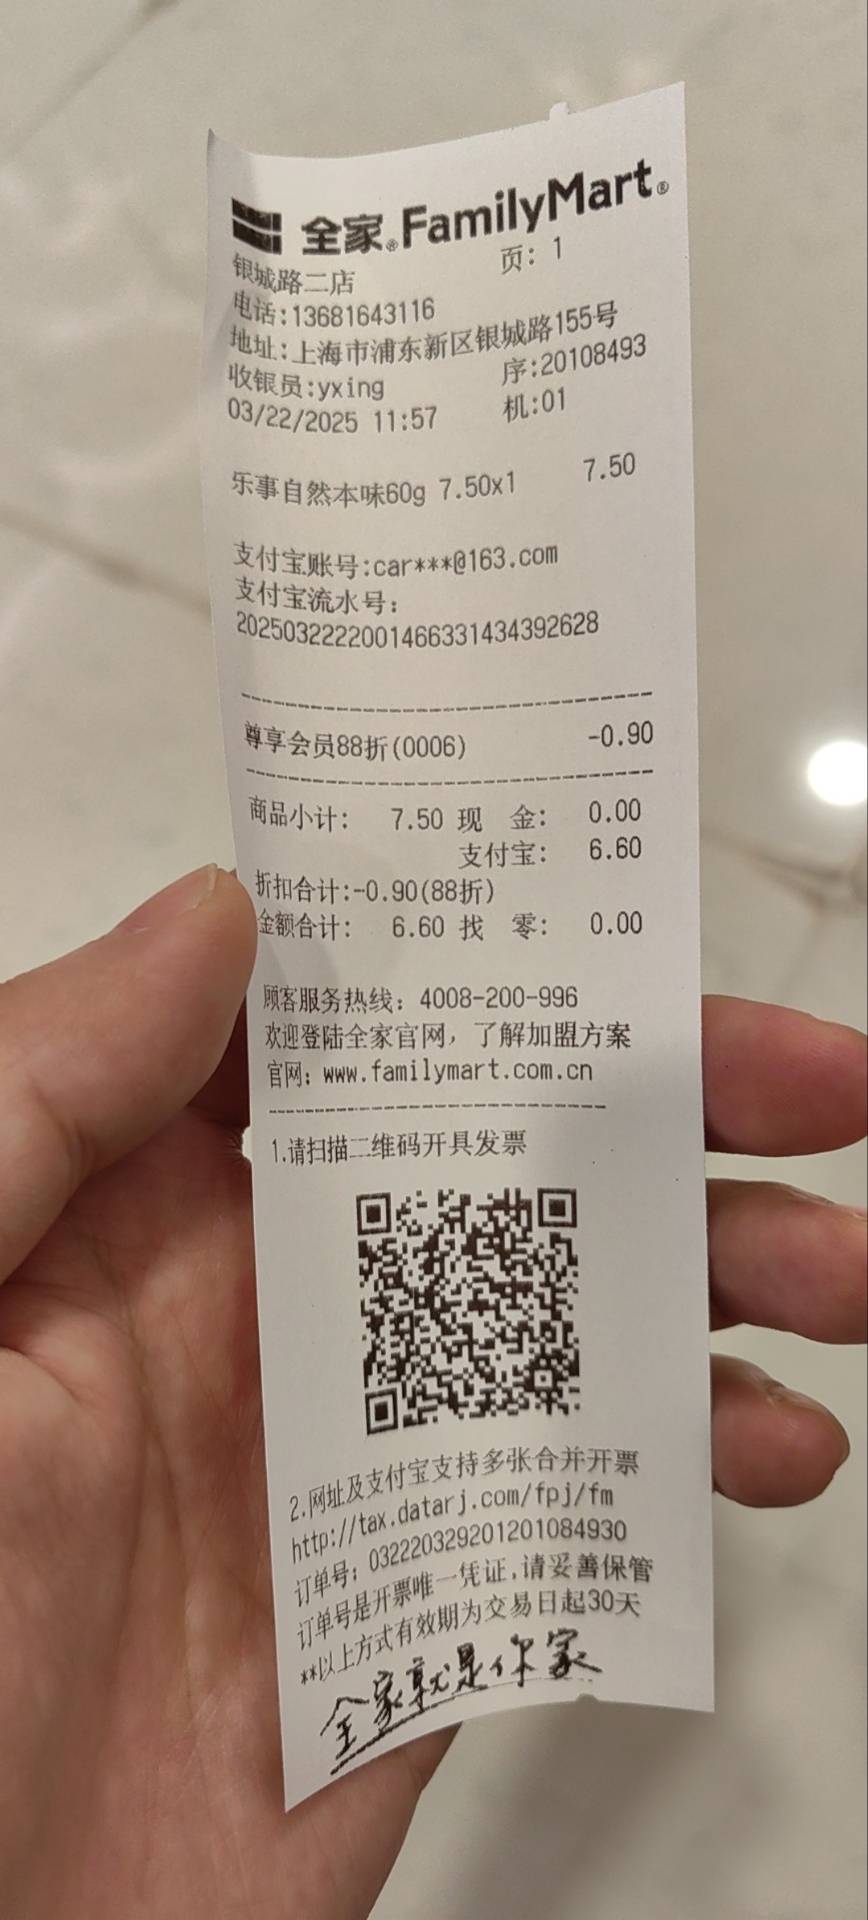 全家®FamilyMart®
银城路二店 页: 1
电话:13681643116
地址:上海市浦东新区银城路155号
收银员:yxing 序:20108493
03/22/2025 11:57 机:01
乐事自然本味60g 7.50x1 7.50
支付宝账号:car***@163.com
支付宝流水号:
2025032222001466331434392628
尊享会员88折(0006) -0.90
商品小计: 7.50 现 金: 0.00
支付宝: 6.60
折扣合计:-0.90(88折)
金额合计: 6.60 找 零: 0.00
顾客服务热线: 4008-200-996
欢迎登陆全家官网, 了解加盟方案
官网: www.familymart.com.cn
1.请扫描二维码开具发票
2.网址及支付宝支持多张合并开票
http://tax.datarj.com/fpj/fm
订单号: 032220329201201084930
订单号是开票唯一凭证,请妥善保管
**以上方式有效期为交易日起30天
全家就是你家